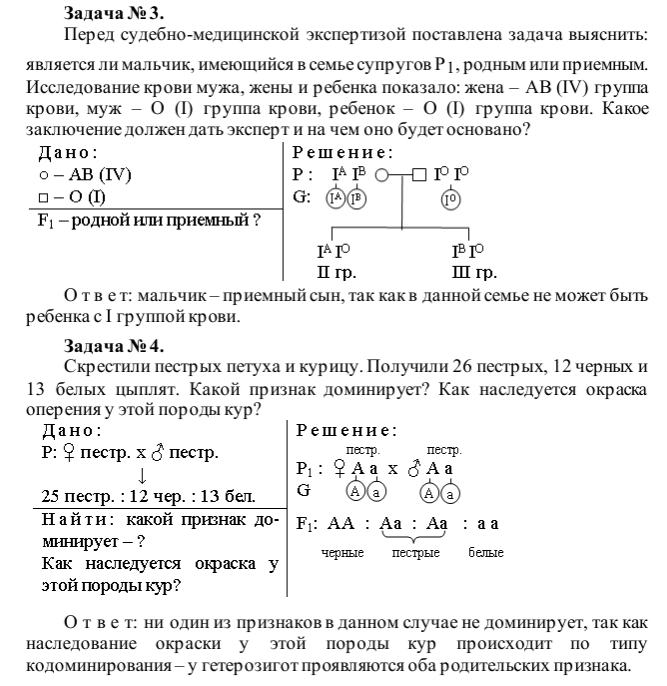 Задача № 3.
Перед судебно-медицинской экспертизой поставлена задача выяснить:
является ли мальчик, имеющийся в семье супругов P1, родным или приемным.
Исследование крови мужа, жены и ребенка показало: жена – АВ (IV) группа
крови, муж – О (I) группа крови, ребенок – О (I) группа крови. Какое
заключение должен дать эксперт и на чем оно будет основано?
Дано:
○ – АВ (IV)
□ – О (I)
F1 – родной или приемный ?
Решение:
P : Iᴬ Iᴮ ○─□ Iᴼ Iᴼ
G: Iᴬ Iᴮ Iᴼ
Iᴬ Iᴼ Iᴮ Iᴼ
II гр. III гр.
О т в е т: мальчик – приемный сын, так как в данной семье не может быть
ребенка с I группой крови.
Задача № 4.
Скрестили пестрых петуха и курицу. Получили 26 пестрых, 12 черных и
13 белых цыплят. Какой признак доминирует? Как наследуется окраска
оперения у этой породы кур?
Дано:
P: ♀ пестр. х ♂ пестр.
↓
25 пестр. : 12 чер. : 13 бел.
Найти: какой признак до-
минирует – ?
Как наследуется окраска у
этой породы кур?
Решение:
пестр. пестр.
P1 : ♀ A a x ♂ A a
G A a A a
F1: AA : Aa : Aa : a a
черные пестрые белые
О т в е т: ни один из признаков в данном случае не доминирует, так как
наследование окраски у этой породы кур происходит по типу
кодоминирования – у гетерозигот проявляются оба родительских признака.